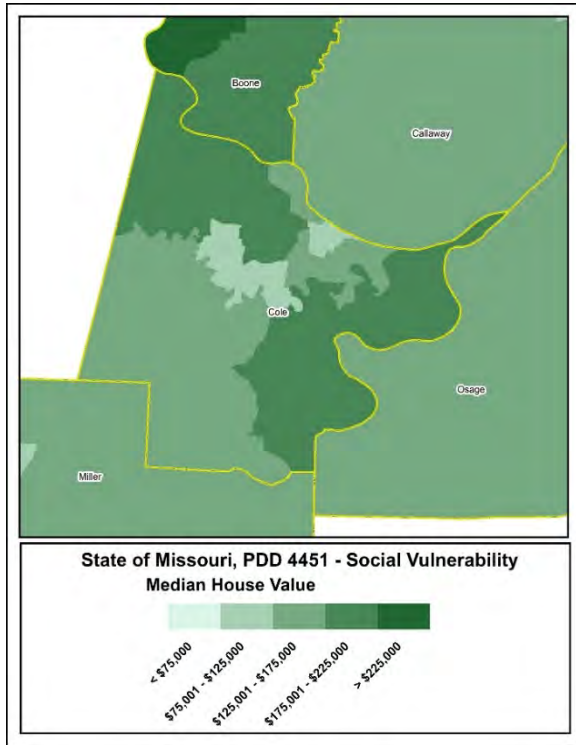 Boone
Callaway
Cole
Osage
Miller
State of Missouri, PDD 4451 - Social Vulnerability
Median House Value
< $75,000
$75,001 - $125,000
$125,001 - $175,000
$175,001 - $225,000
> $225,000